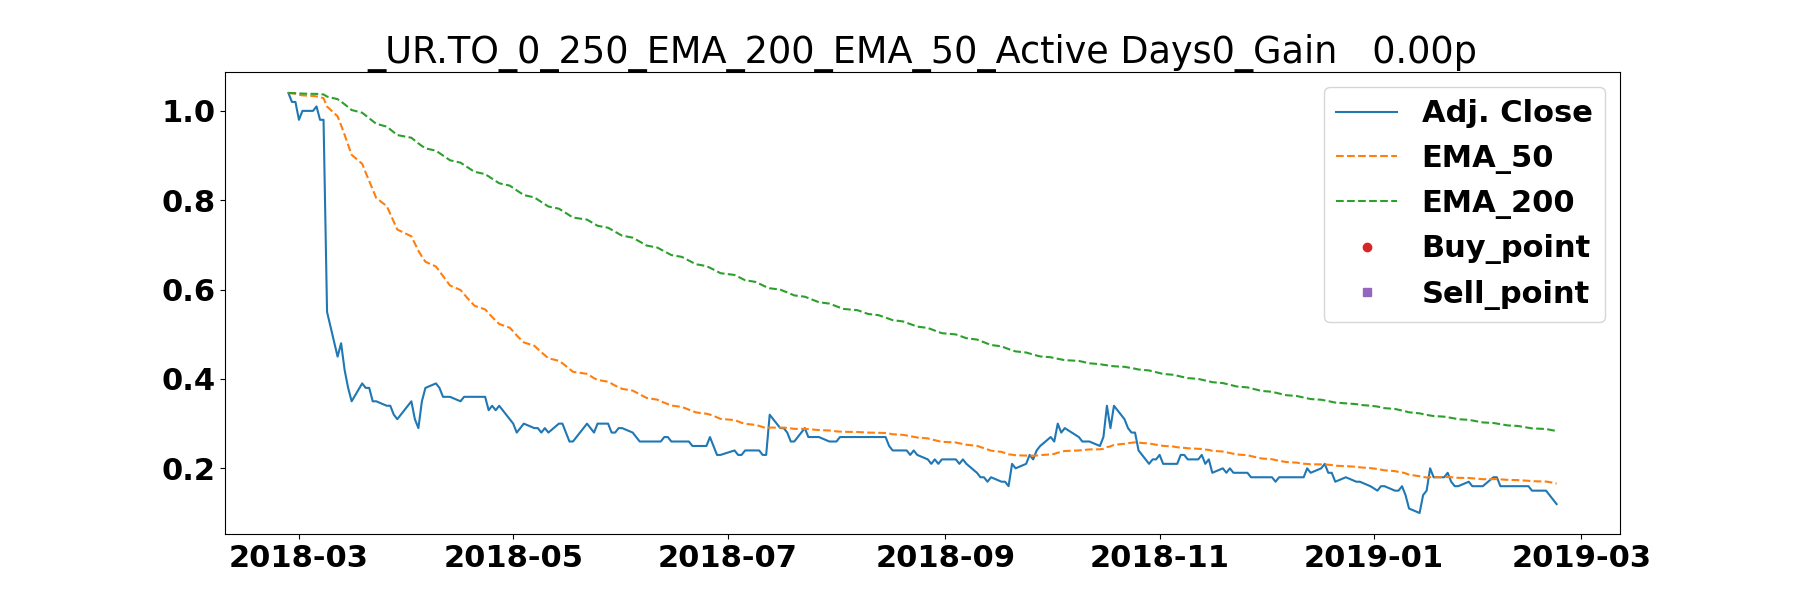 _UR.TO_0_250_EMA_200_EMA_50_Active Days0_Gain   0.00p
1.0
0.8
0.6
0.4
0.2
Adj. Close
EMA_50
EMA_200
Buy_point
Sell_point
2018-03
2018-05
2018-07
2018-09
2018-11
2019-01
2019-03